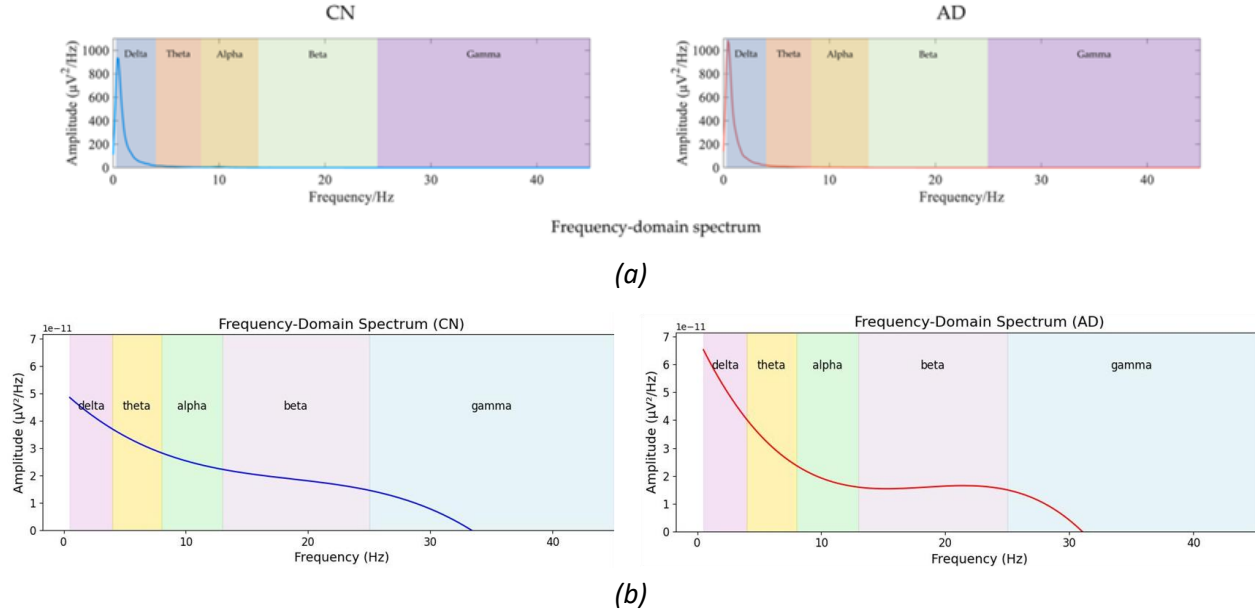 CN
AD
1000
800
600
400
200
0
Amplitude (μV²/Hz)
Delta
Theta
Alpha
Beta
Gamma
0
10
20
30
40
Frequency/Hz
1000
800
600
400
200
0
Amplitude (μV²/Hz)
Delta
Theta
Alpha
Beta
Gamma
0
10
20
30
40
Frequency/Hz
Frequency-domain spectrum
(a)
Frequency-Domain Spectrum (CN)
1e-11
7
6
5
4
3
2
1
0
Amplitude (μV²/Hz)
delta
theta
alpha
beta
gamma
0
10
20
30
40
Frequency (Hz)
Frequency-Domain Spectrum (AD)
1e-11
7
6
5
4
3
2
1
0
Amplitude (μV²/Hz)
delta
theta
alpha
beta
gamma
0
10
20
30
40
Frequency (Hz)
(b)